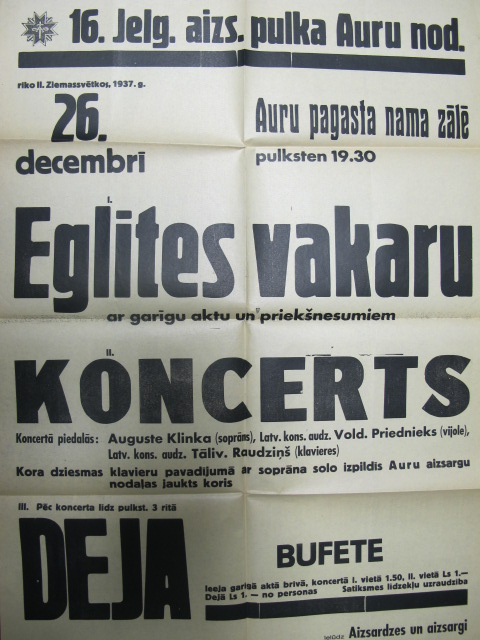 16. Jelg. aizs. pulka Auru nod.
rīko II. Ziemassvētkos, 1937. g.
26.
decembrī
Auru pagasta nama zālē
pulksten 19.30
I.
Eglītes vakaru
ar garīgu aktu un priekšnesumiem
II.
KONCERTS
Koncertā piedalās: Auguste Klinka (soprāns), Latv. kons. audz. Vold. Priednieks (vijole),
Latv. kons. audz. Tāliv. Raudziņš (klavieres)
Kora dziesmas klavieru pavadījumā ar soprāna solo izpildīs Auru aizsargu
nodaļas jaukts koris
III. Pēc koncerta līdz pulkst. 3 rītā
DEJA
BUFETE
Ieeja garīgā aktā brīvā, koncertā I. vietā 1.50, II. vietā Ls 1.—
Dejā Ls 1.— no personas Satiksmes līdzekļu uzraudzība
Ielūdz Aizsardzes un aizsargi